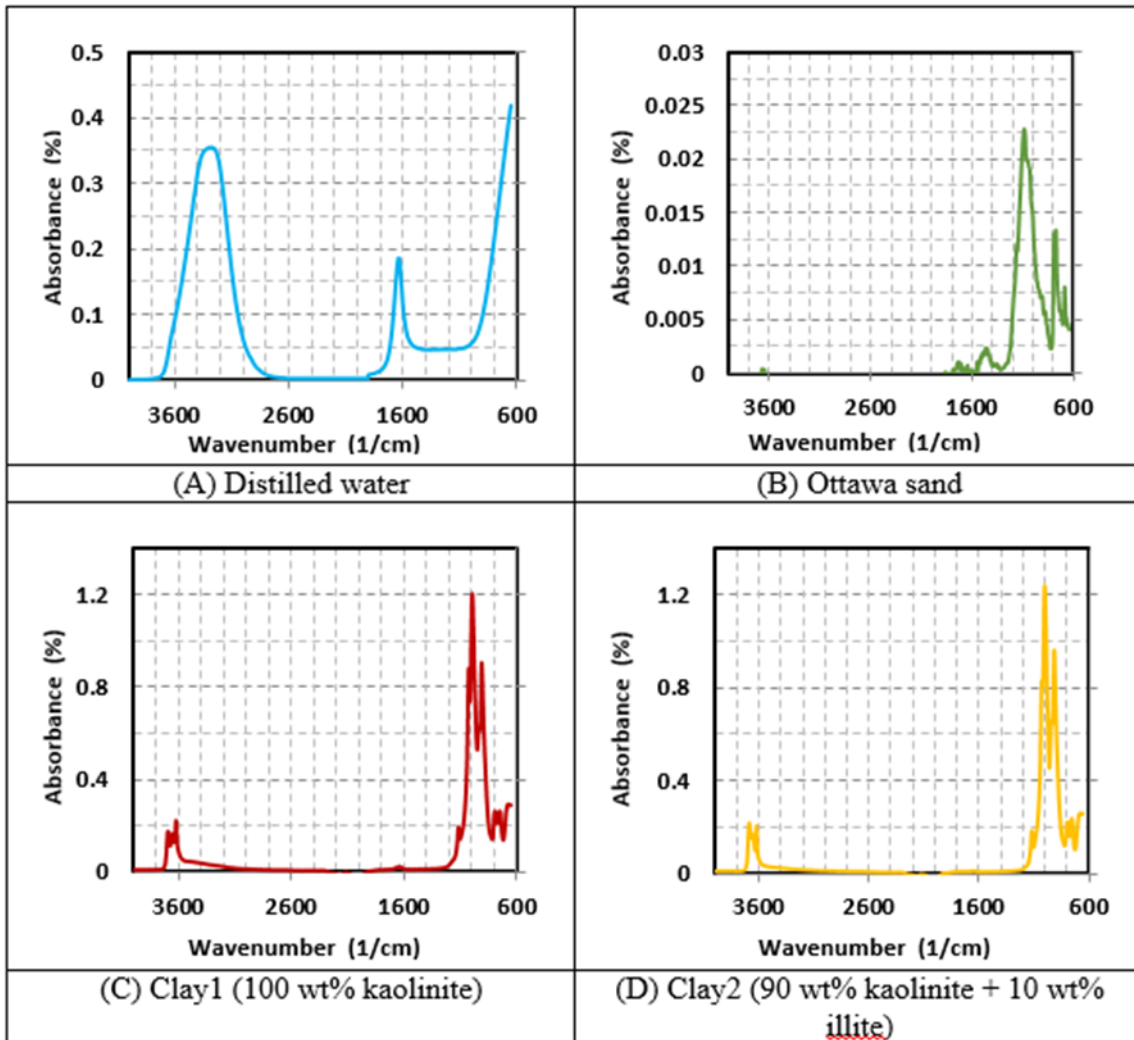 0.5
0.4
0.3
0.2
0.1
0
Absorbance (%)
3600 2600 1600 600
Wavenumber (1/cm)
(A) Distilled water
0.03
0.025
0.02
0.015
0.01
0.005
0
Absorbance (%)
3600 2600 1600 600
Wavenumber (1/cm)
(B) Ottawa sand
1.2
0.8
0.4
0
Absorbance (%)
3600 2600 1600 600
Wavenumber (1/cm)
(C) Clay1 (100 wt% kaolinite)
1.2
0.8
0.4
0
Absorbance (%)
3600 2600 1600 600
Wavenumber (1/cm)
(D) Clay2 (90 wt% kaolinite + 10 wt%
illite)